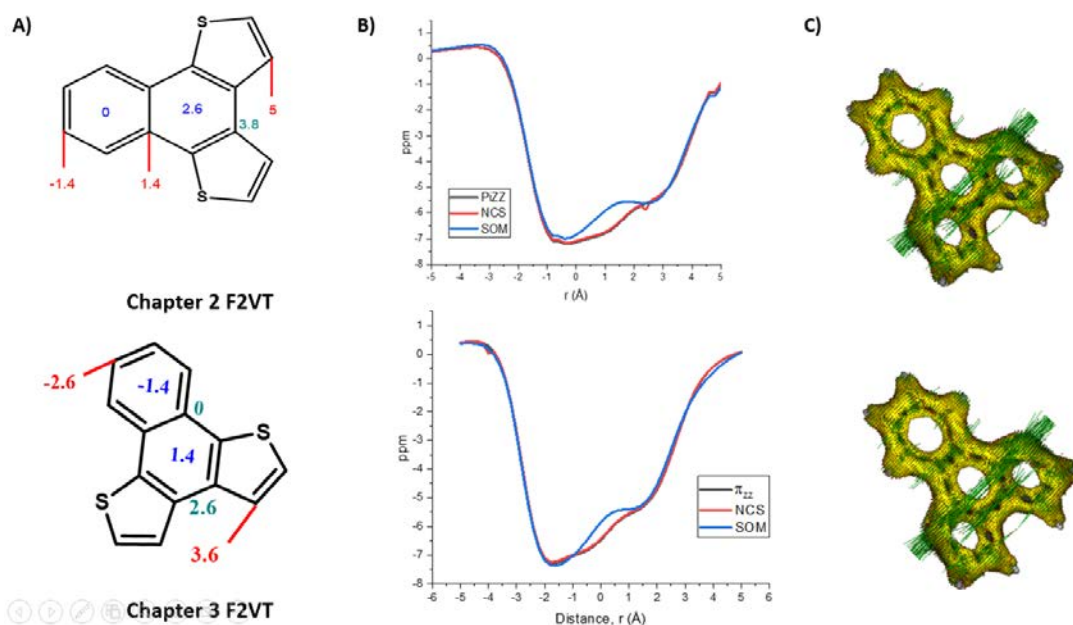 A)
S
0
2.6
3.8
5
-1.4
1.4
S
Chapter 2 F2VT
-2.6
-1.4
0
S
1.4
S
2.6
3.6
Chapter 3 F2VT
B)
1
0
-1
-2
-3
-4
-5
-6
-7
-8
ppm
PiZZ
NCS
SOM
-5 -4 -3 -2 -1 0 1 2 3 4 5
r (Å)
1
0
-1
-2
-3
-4
-5
-6
-7
-8
ppm
πzz
NCS
SOM
-6 -5 -4 -3 -2 -1 0 1 2 3 4 5 6
Distance, r (Å)
C)